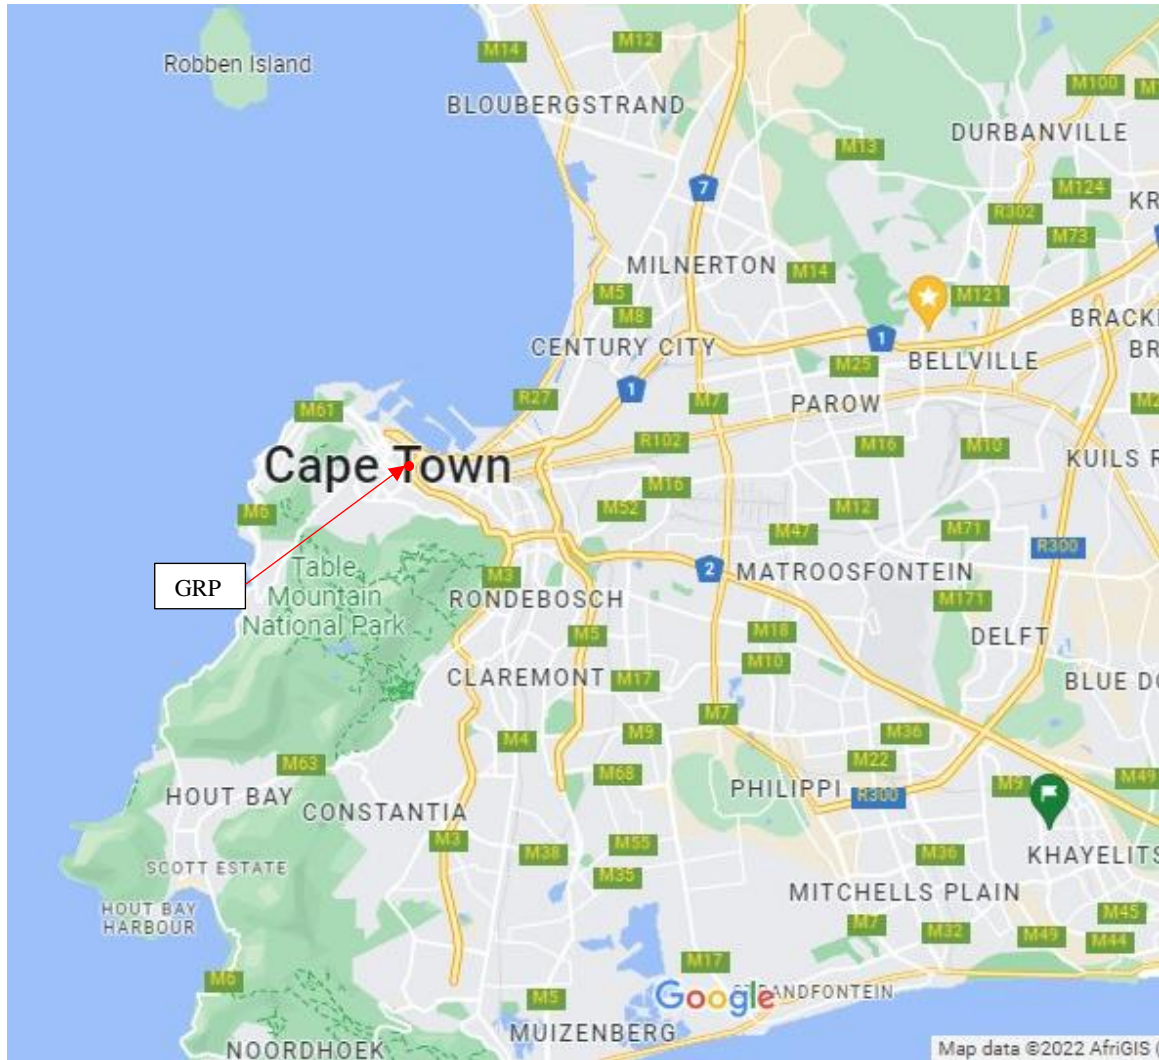 Robben Island
M14
M12
BLOUBERGSTRAND
M100
DURBANVILLE
M13
7
M124
KR
R302
M73
MILNERTON
M14
M5
M121
M8
CENTURY CITY
1
BRACKI
BELLVILLE
BR
M25
1
R27
M61
M7
PAROW
M2
R102
M16
M10
Cape Town
KUILS R
M16
M6
M52
M12
M71
M47
R300
Table
Mountain
National Park
M3
2
MATROOSFONTEIN
GRP
RONDEBOSCH
M171
M5
M18
DELFT
M10
CLAREMONT
M17
BLUE DO
M7
M4
M9
M36
M63
M22
M68
M9
M49
HOUT BAY
PHILIPPI
R300
CONSTANTIA
M3
M38
M55
M36
KHAYELITS
SCOTT ESTATE
M35
MITCHELLS PLAIN
HOUT BAY
HARBOUR
M7
M32
M49
M45
M44
M6
M17
M5
Google
ANDFONTEIN
MUIZENBERG
NOORDHOEK
Map data ©2022 AfriGIS (